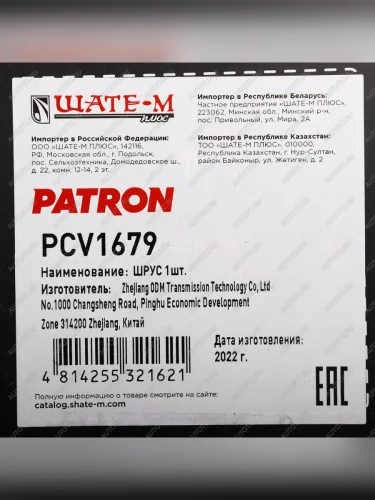 ШАТЕ-М
ПЛЮС
Импортер в Российской Федерации:
ООО «ШАТЕ-М ПЛЮС», 142116,
РФ, Московская обл., г. Подольск,
пос. Сельхозтехника, Домодедовское ш.,
д. 22, комн. 12-14, 2 эт.
Импортер в Республике Беларусь:
Частное предприятие «ШАТЕ-М ПЛЮС»,
223062, Минская обл., Минский р-н,
пос. Привольный, ул. Мира, 2А
Импортер в Республике Казахстан:
ТОО «ШАТЕ-М ПЛЮС», 010000,
Республика Казахстан, г. Нур-Султан,
район Байконыр, ул. Жетиген, д. 2
PATRON
PCV1679
Наименование: ШРУС 1шт.
Изготовитель: Zhejiang ODM Transmission Technology Co, Ltd
No.1000 Changsheng Road, Pinghu Economic Development
Zone 314200 Zhejiang, Китай
Дата изготовления:
2022 г.
4 814255 321621
EAC
Полную информацию о товаре смотрите на сайте
catalog.shate-m.com